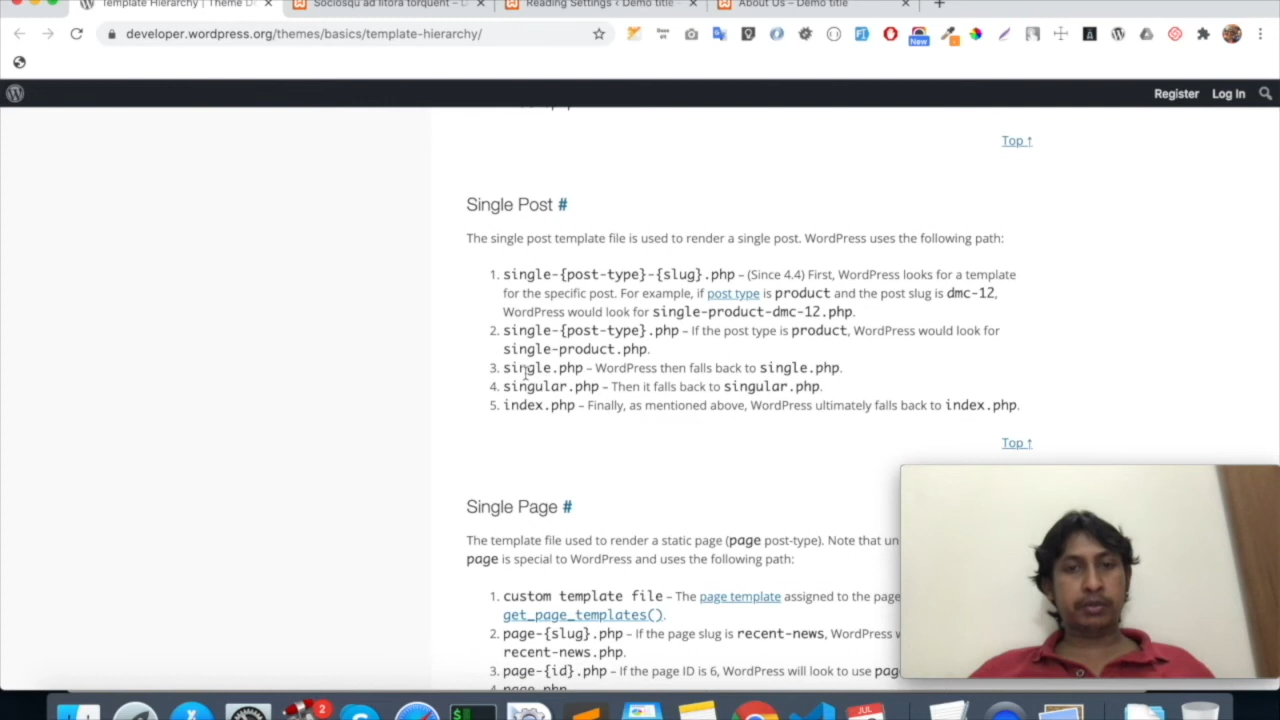 Template Hierarchy | Theme D
Sociosqu ad litora torquent – D
Reading Settings ‹ Demo title –
About Us – Demo title
developer.wordpress.org/themes/basics/template-hierarchy/
New
Register Log In
Top ↑
Single Post #
The single post template file is used to render a single post. WordPress uses the following path:
1. single-{post-type}-{slug}.php – (Since 4.4) First, WordPress looks for a template
for the specific post. For example, if post type is product and the post slug is dmc-12,
WordPress would look for single-product-dmc-12.php.
2. single-{post-type}.php – If the post type is product, WordPress would look for
single-product.php.
3. single.php – WordPress then falls back to single.php.
4. singular.php – Then it falls back to singular.php.
5. index.php – Finally, as mentioned above, WordPress ultimately falls back to index.php.
Top ↑
Single Page #
The template file used to render a static page (page post-type). Note that un
page is special to WordPress and uses the following path:
1. custom template file – The page template assigned to the page
get_page_templates().
2. page-{slug}.php – If the page slug is recent-news, WordPress w
recent-news.php.
3. page-{id}.php – If the page ID is 6, WordPress will look to use pag
4. page.php
2
JUL